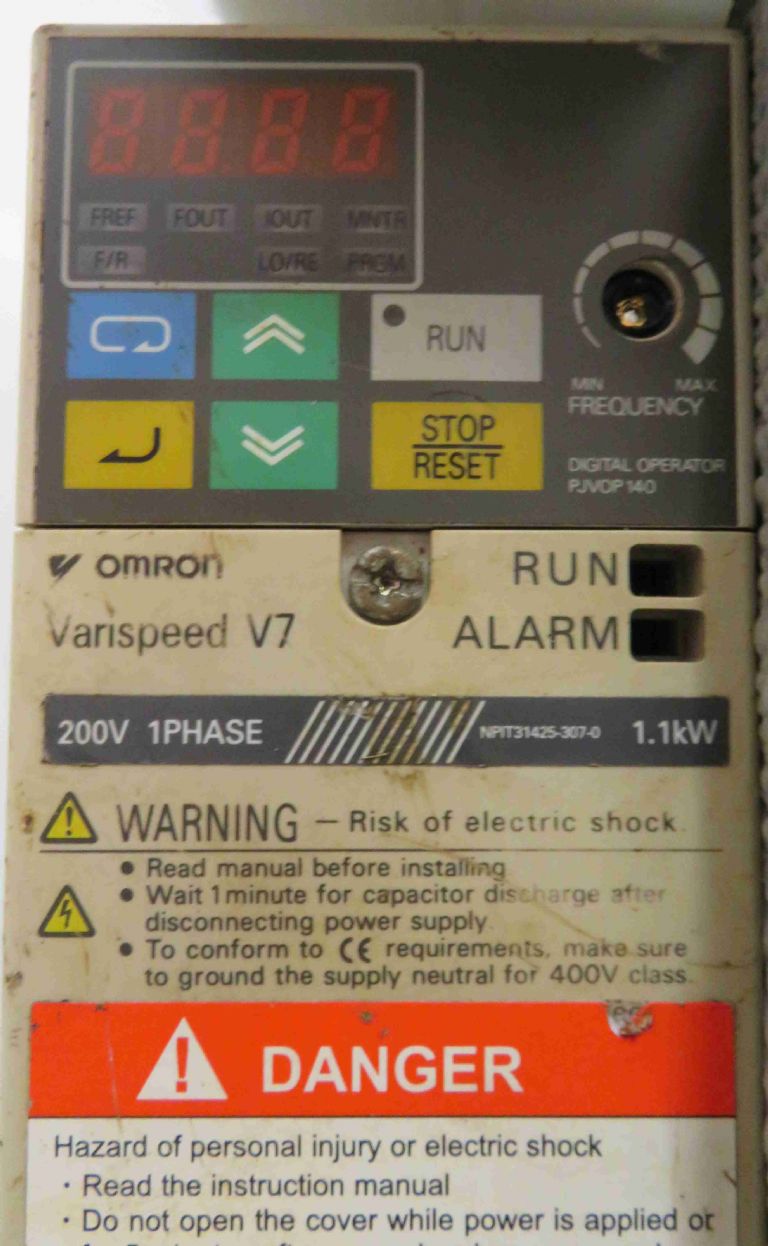 8888
FREF FOUT IOUT MNTR
F/R LO/RE PRGM
RUN
MIN MAX
FREQUENCY
STOP
RESET
DIGITAL OPERATOR
PJVOP140
OMRON RUN
Varispeed V7 ALARM
200V 1PHASE NPIT31425-307-0 1.1kW
WARNING – Risk of electric shock.
● Read manual before installing
● Wait 1 minute for capacitor discharge after
disconnecting power supply.
● To conform to CE requirements, make sure
to ground the supply neutral for 400V class.
DANGER
Hazard of personal injury or electric shock
· Read the instruction manual
· Do not open the cover while power is applied or